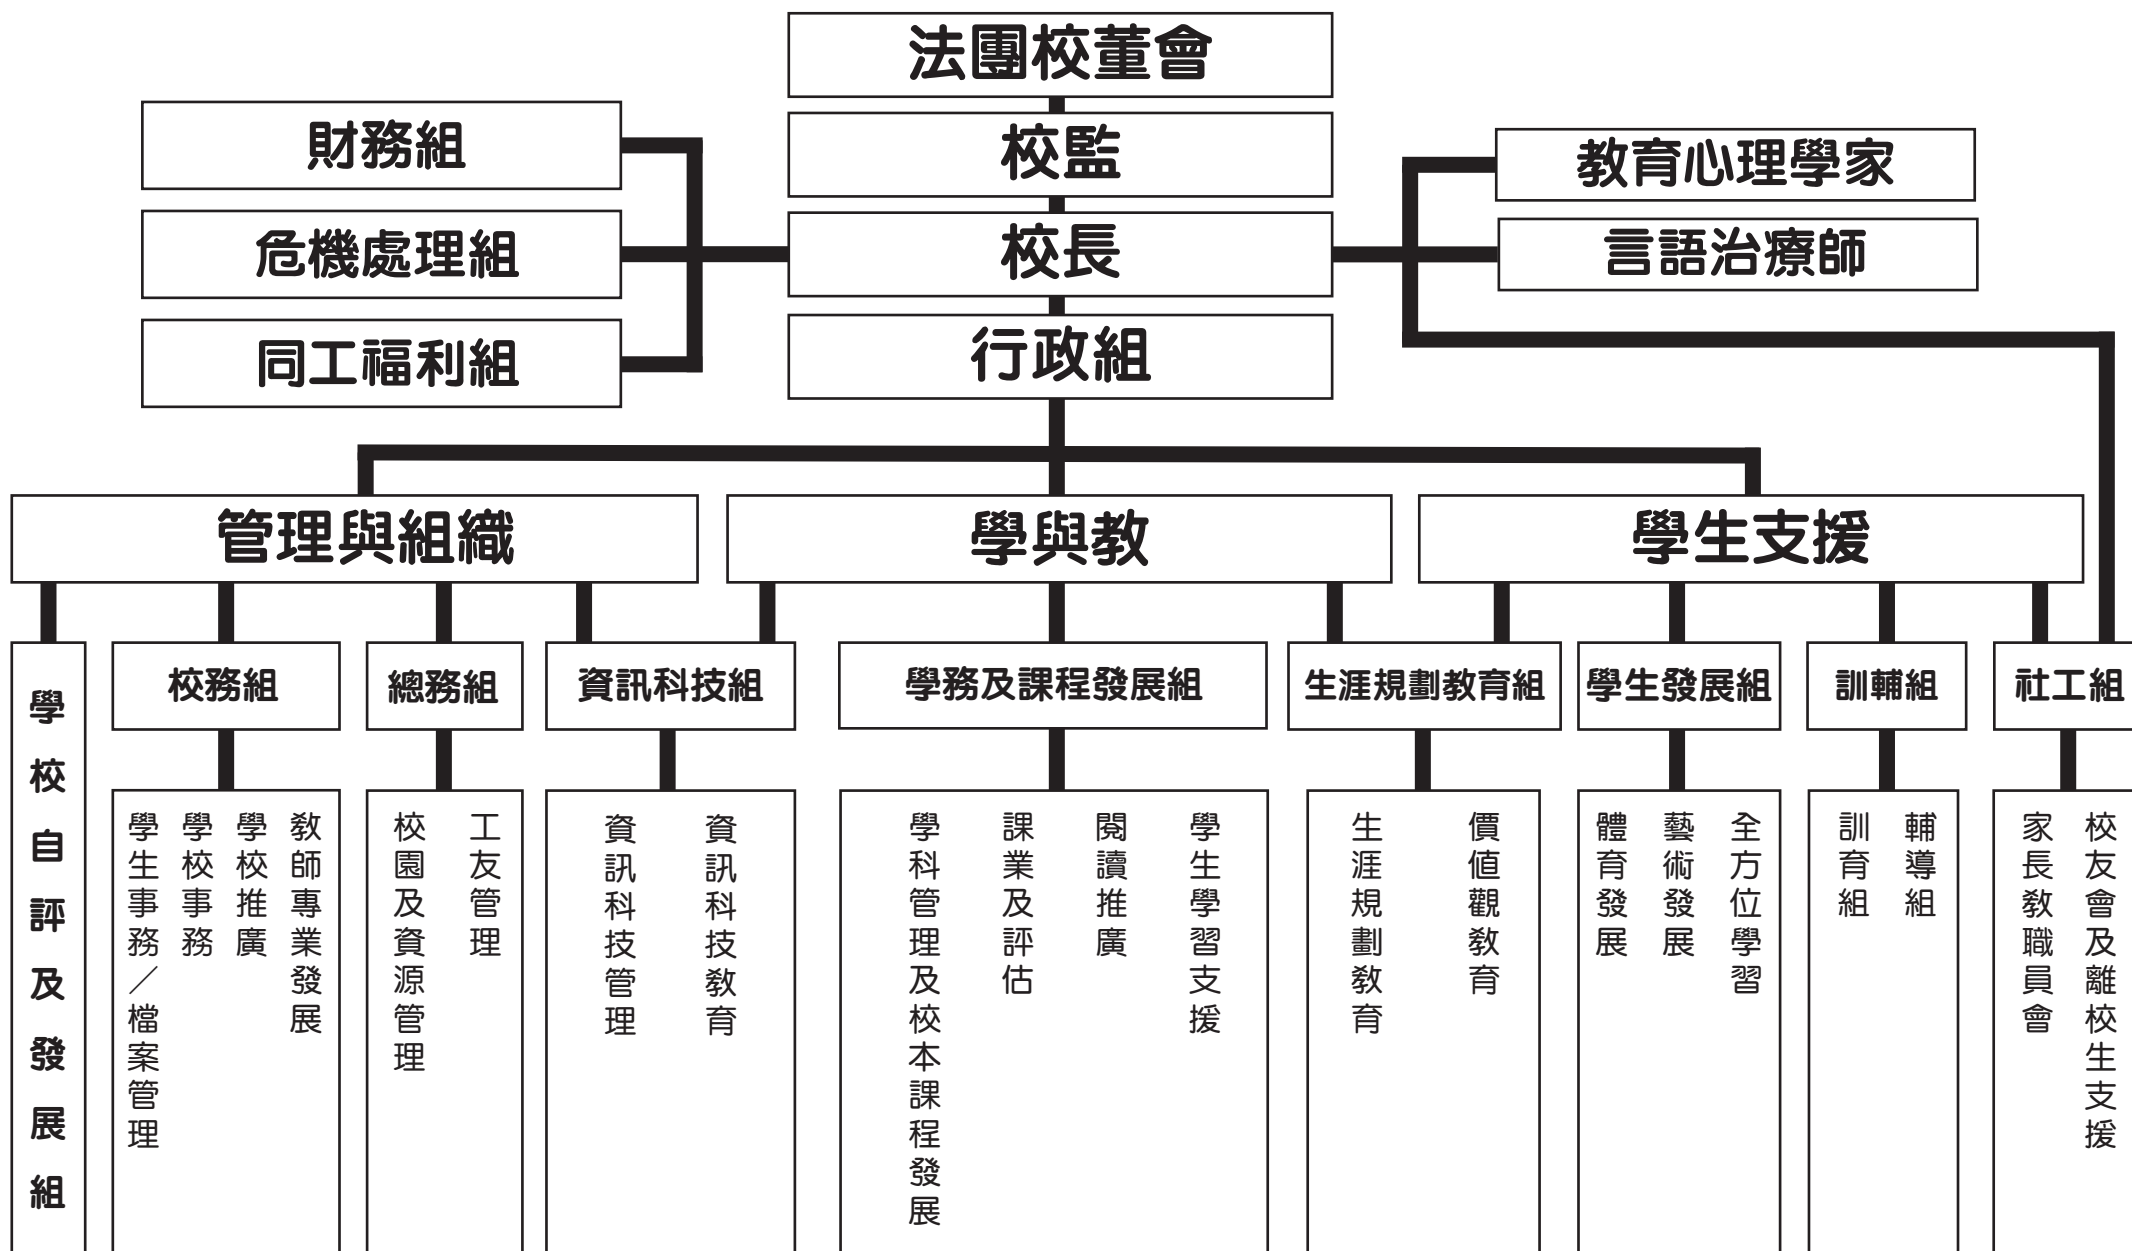 法團校董會
校監
校長
行政組
財務組
危機處理組
同工福利組
教育心理學家
言語治療師
管理與組織
學與教
學生支援
學校自評及發展組
校務組
總務組
資訊科技組
學務及課程發展組
生涯規劃教育組
學生發展組
訓輔組
社工組
學生事務／檔案管理
學校事務
學校推廣
教師專業發展
校園及資源管理
工友管理
資訊科技管理
資訊科技教育
學科管理及校本課程發展
課業及評估
閱讀推廣
學生學習支援
生涯規劃教育
價值觀教育
體育發展
藝術發展
全方位學習
訓育組
輔導組
家長教職員會
校友會及離校生支援